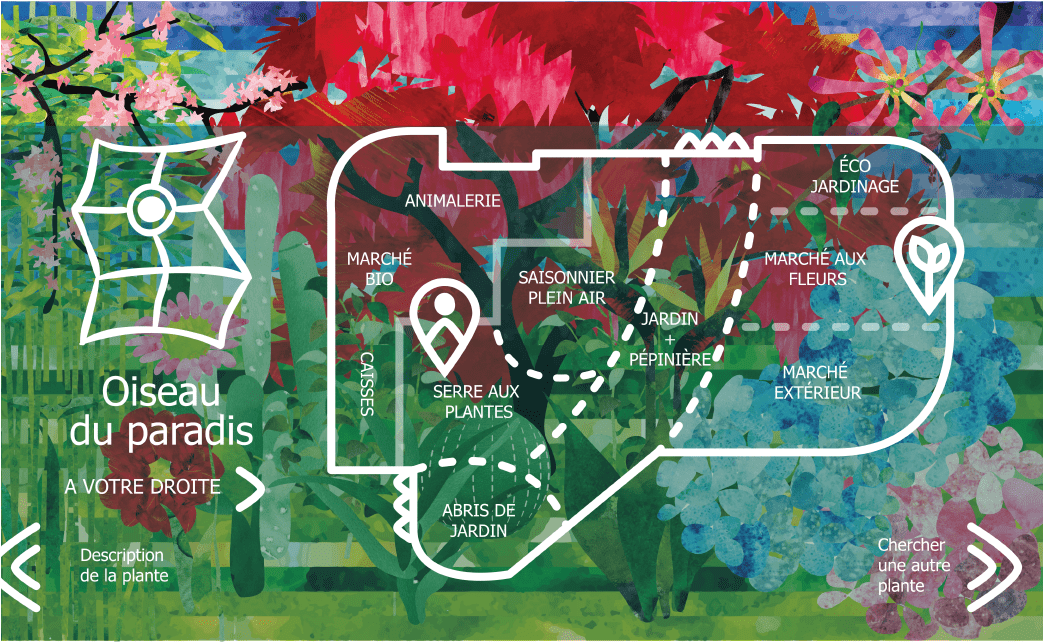 ÉCO
JARDINAGE
ANIMALERIE
MARCHÉ
BIO
SAISONNIER
PLEIN AIR
MARCHÉ AUX
FLEURS
JARDIN
+
PÉPINIÈRE
CAISSES
SERRE AUX
PLANTES
MARCHÉ
EXTÉRIEUR
Oiseau
du paradis
A VOTRE DROITE
ABRIS DE
JARDIN
Description
de la plante
Chercher
une autre
plante